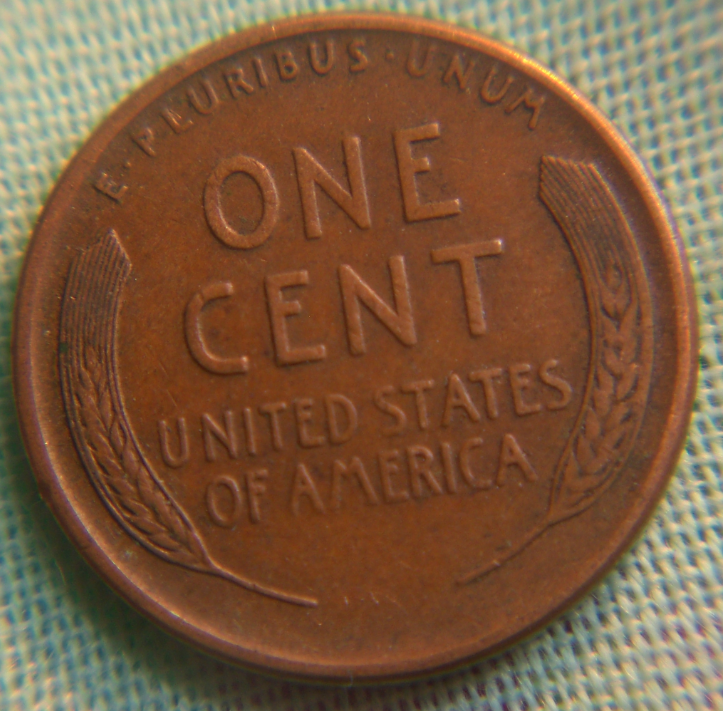 E · PLURIBUS · UNUM
ONE
CENT
UNITED STATES
OF AMERICA